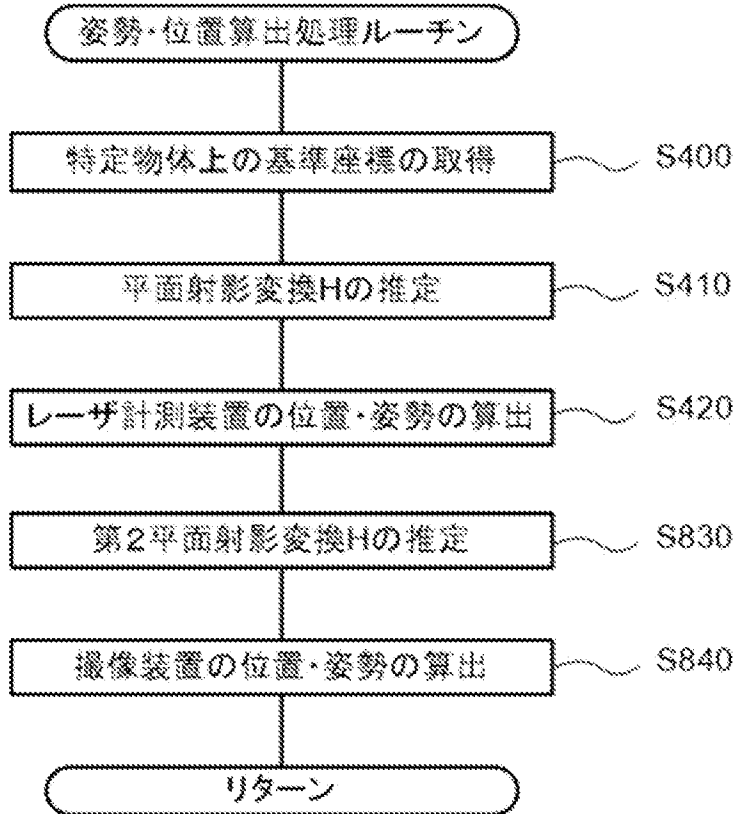 姿勢・位置算出処理ルーチン
特定物体上の基準座標の取得 S400
平面射影変換Hの推定 S410
レーザ計測装置の位置・姿勢の算出 S420
第2平面射影変換Hの推定 S830
撮像装置の位置・姿勢の算出 S840
リターン